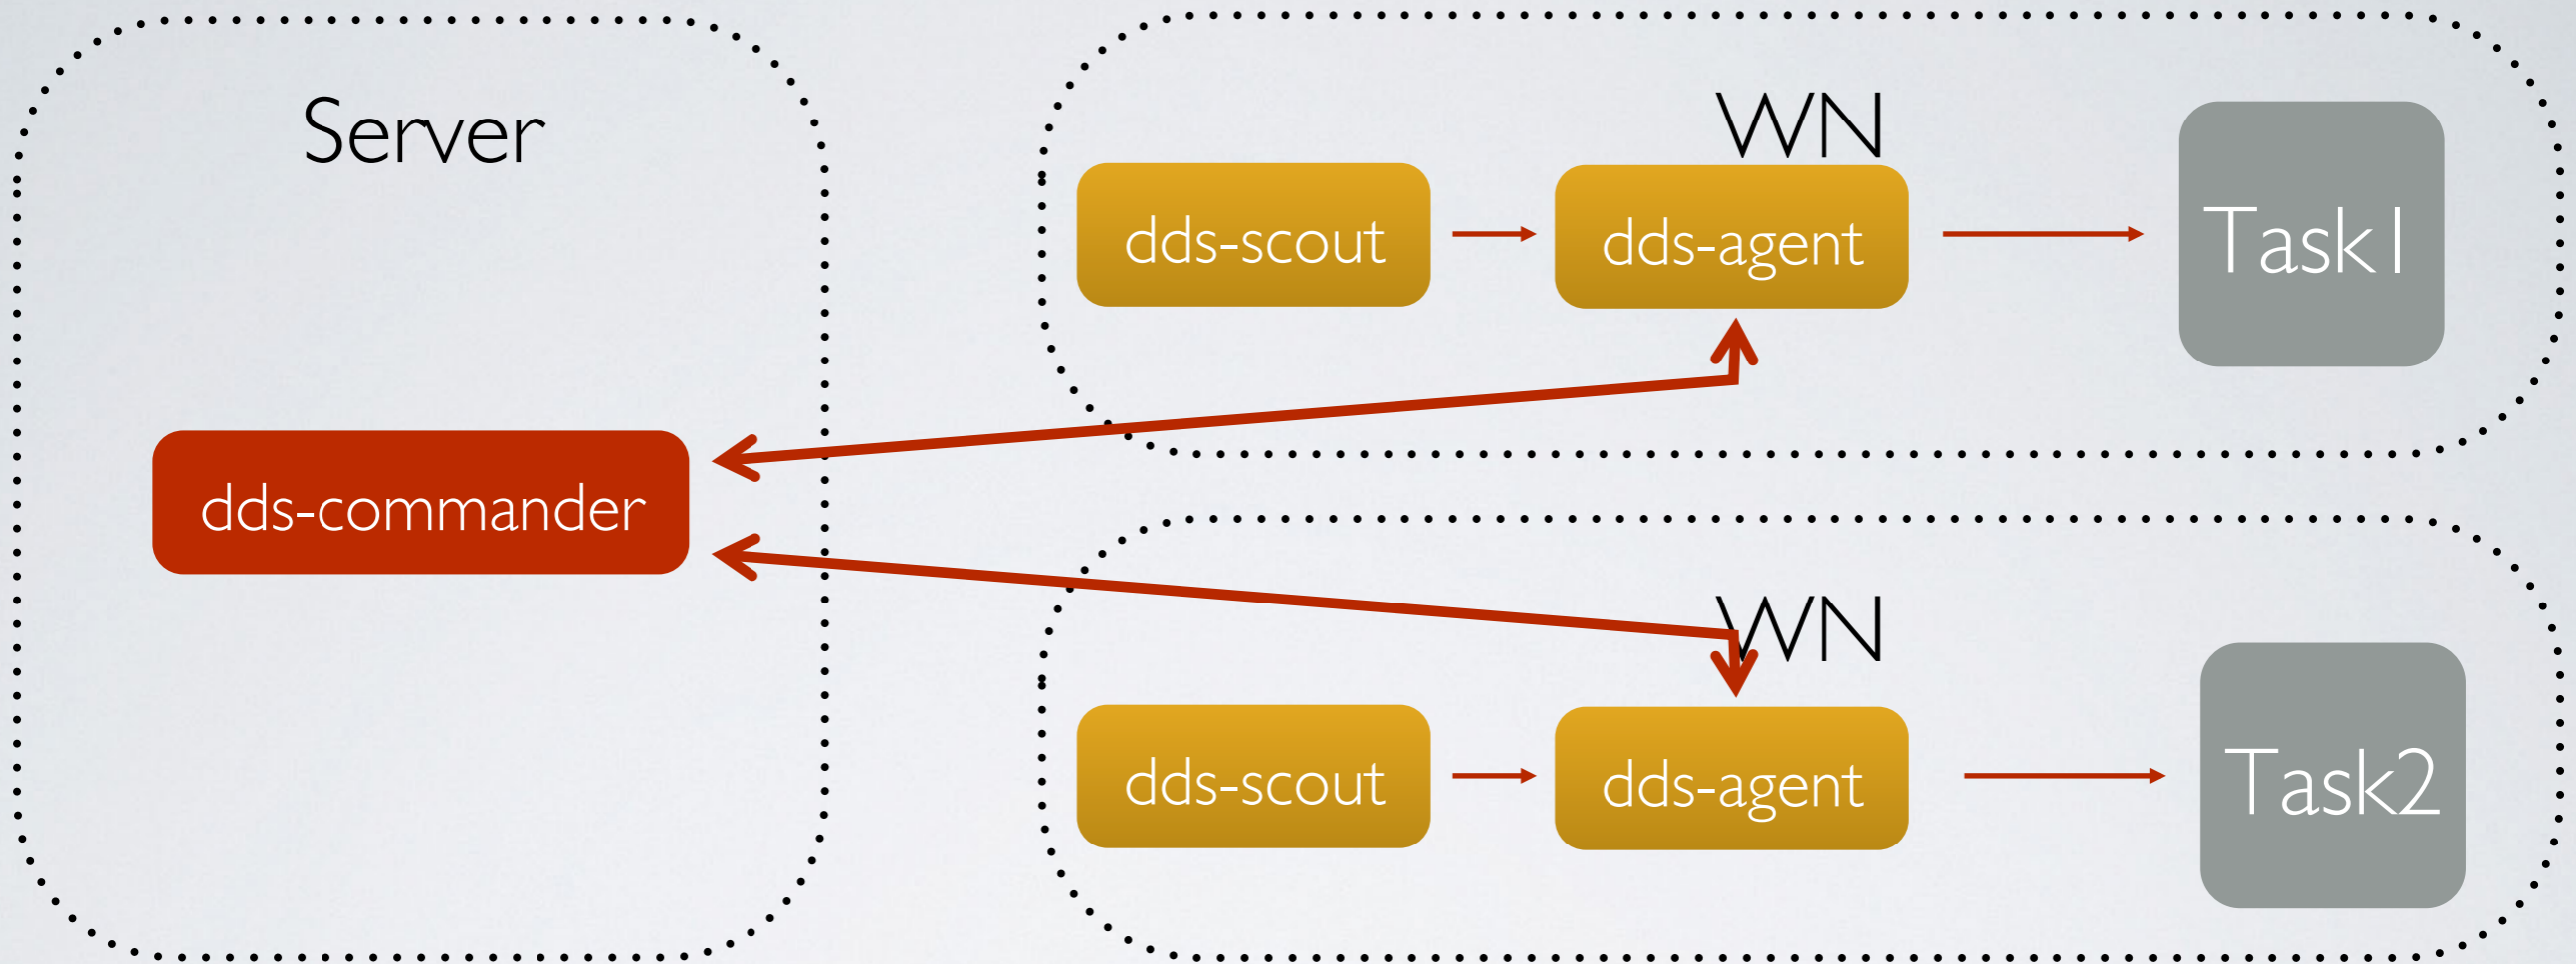 Server
dds-commander
WN
dds-scout
dds-agent
Task1
WN
dds-scout
dds-agent
Task2